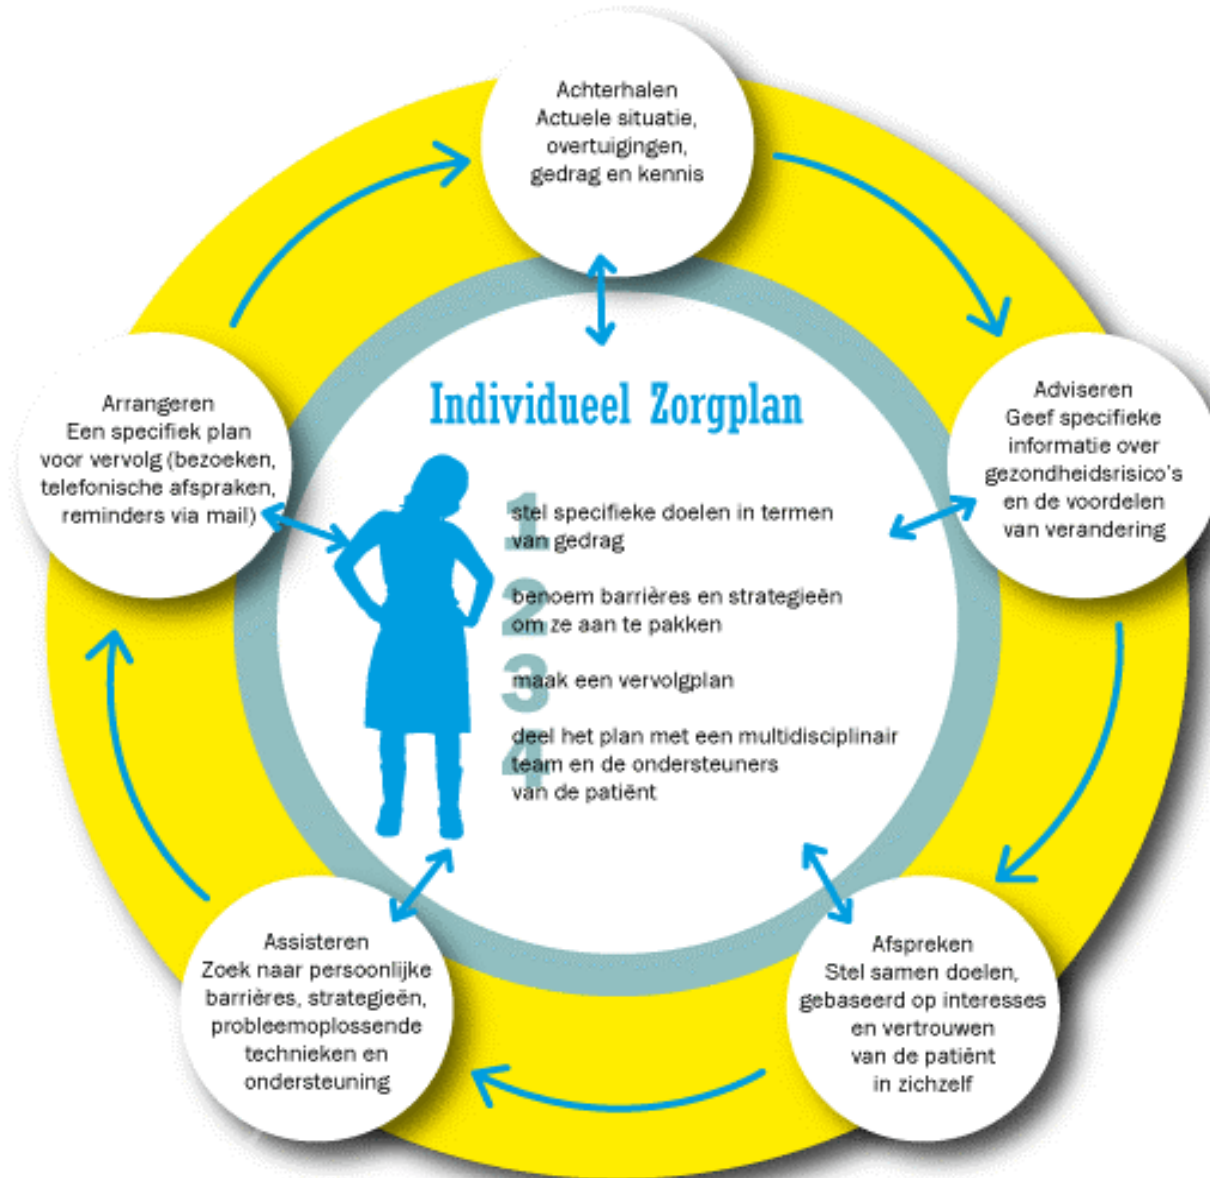 Achterhalen
Actuele situatie,
overtuigingen,
gedrag en kennis
Adviseren
Geef specifieke
informatie over
gezondheidsrisico's
en de voordelen
van verandering
Afspreken
Stel samen doelen,
gebaseerd op interesses
en vertrouwen
van de patiënt
in zichzelf
Assisteren
Zoek naar persoonlijke
barrières, strategieën,
probleemoplossende
technieken en
ondersteuning
Arrangeren
Een specifiek plan
voor vervolg (bezoeken,
telefonische afspraken,
reminders via mail)
Individueel Zorgplan
1 stel specifieke doelen in termen
van gedrag
2 benoem barrières en strategieën
om ze aan te pakken
3 maak een vervolgplan
4 deel het plan met een multidisciplinair
team en de ondersteuners
van de patiënt